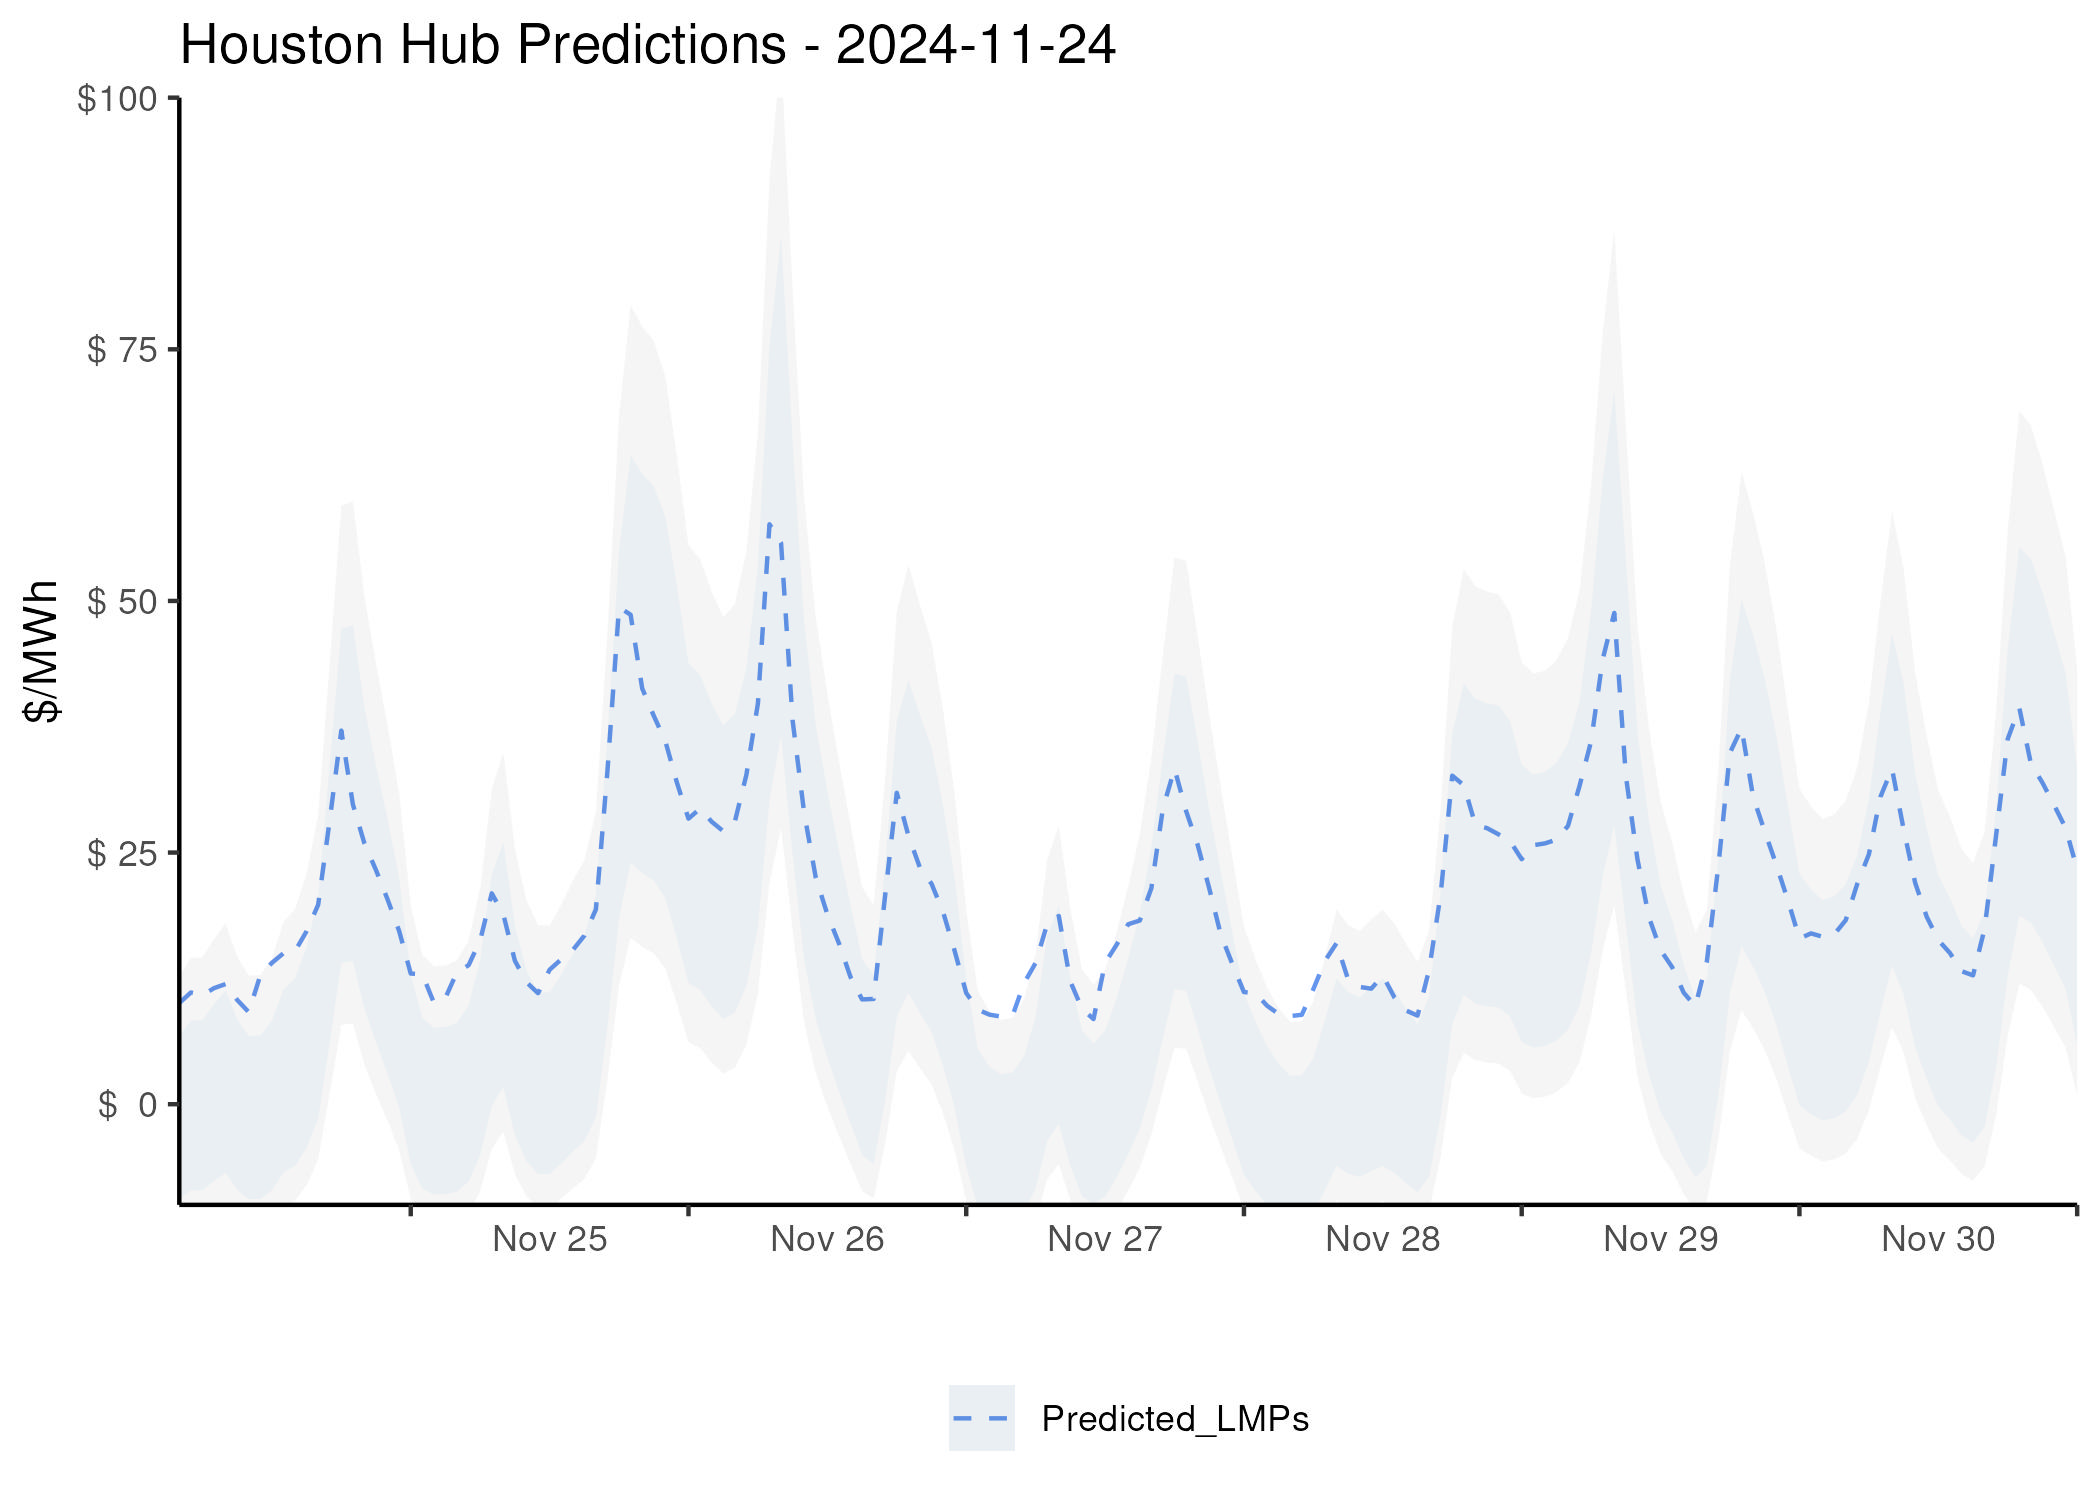 Houston Hub Predictions - 2024-11-24
$100
$ 75
$ 50
$ 25
$  0
$/MWh
Nov 25 Nov 26 Nov 27 Nov 28 Nov 29 Nov 30
Predicted_LMPs